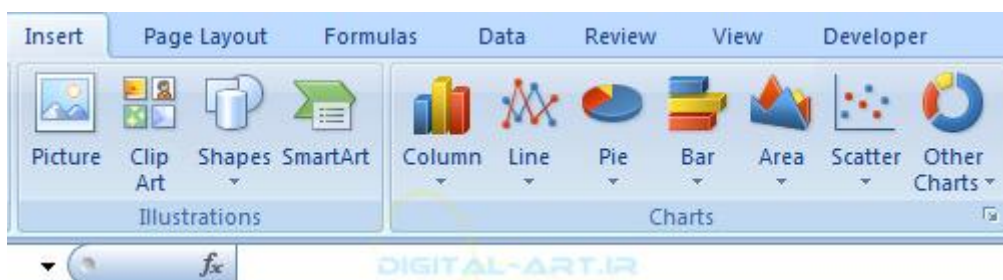 Insert Page Layout Formulas Data Review View Developer
Picture Clip Art Shapes SmartArt Column Line Pie Bar Area Scatter Other Charts
Illustrations Charts
fx
DIGITAL-ART.IR